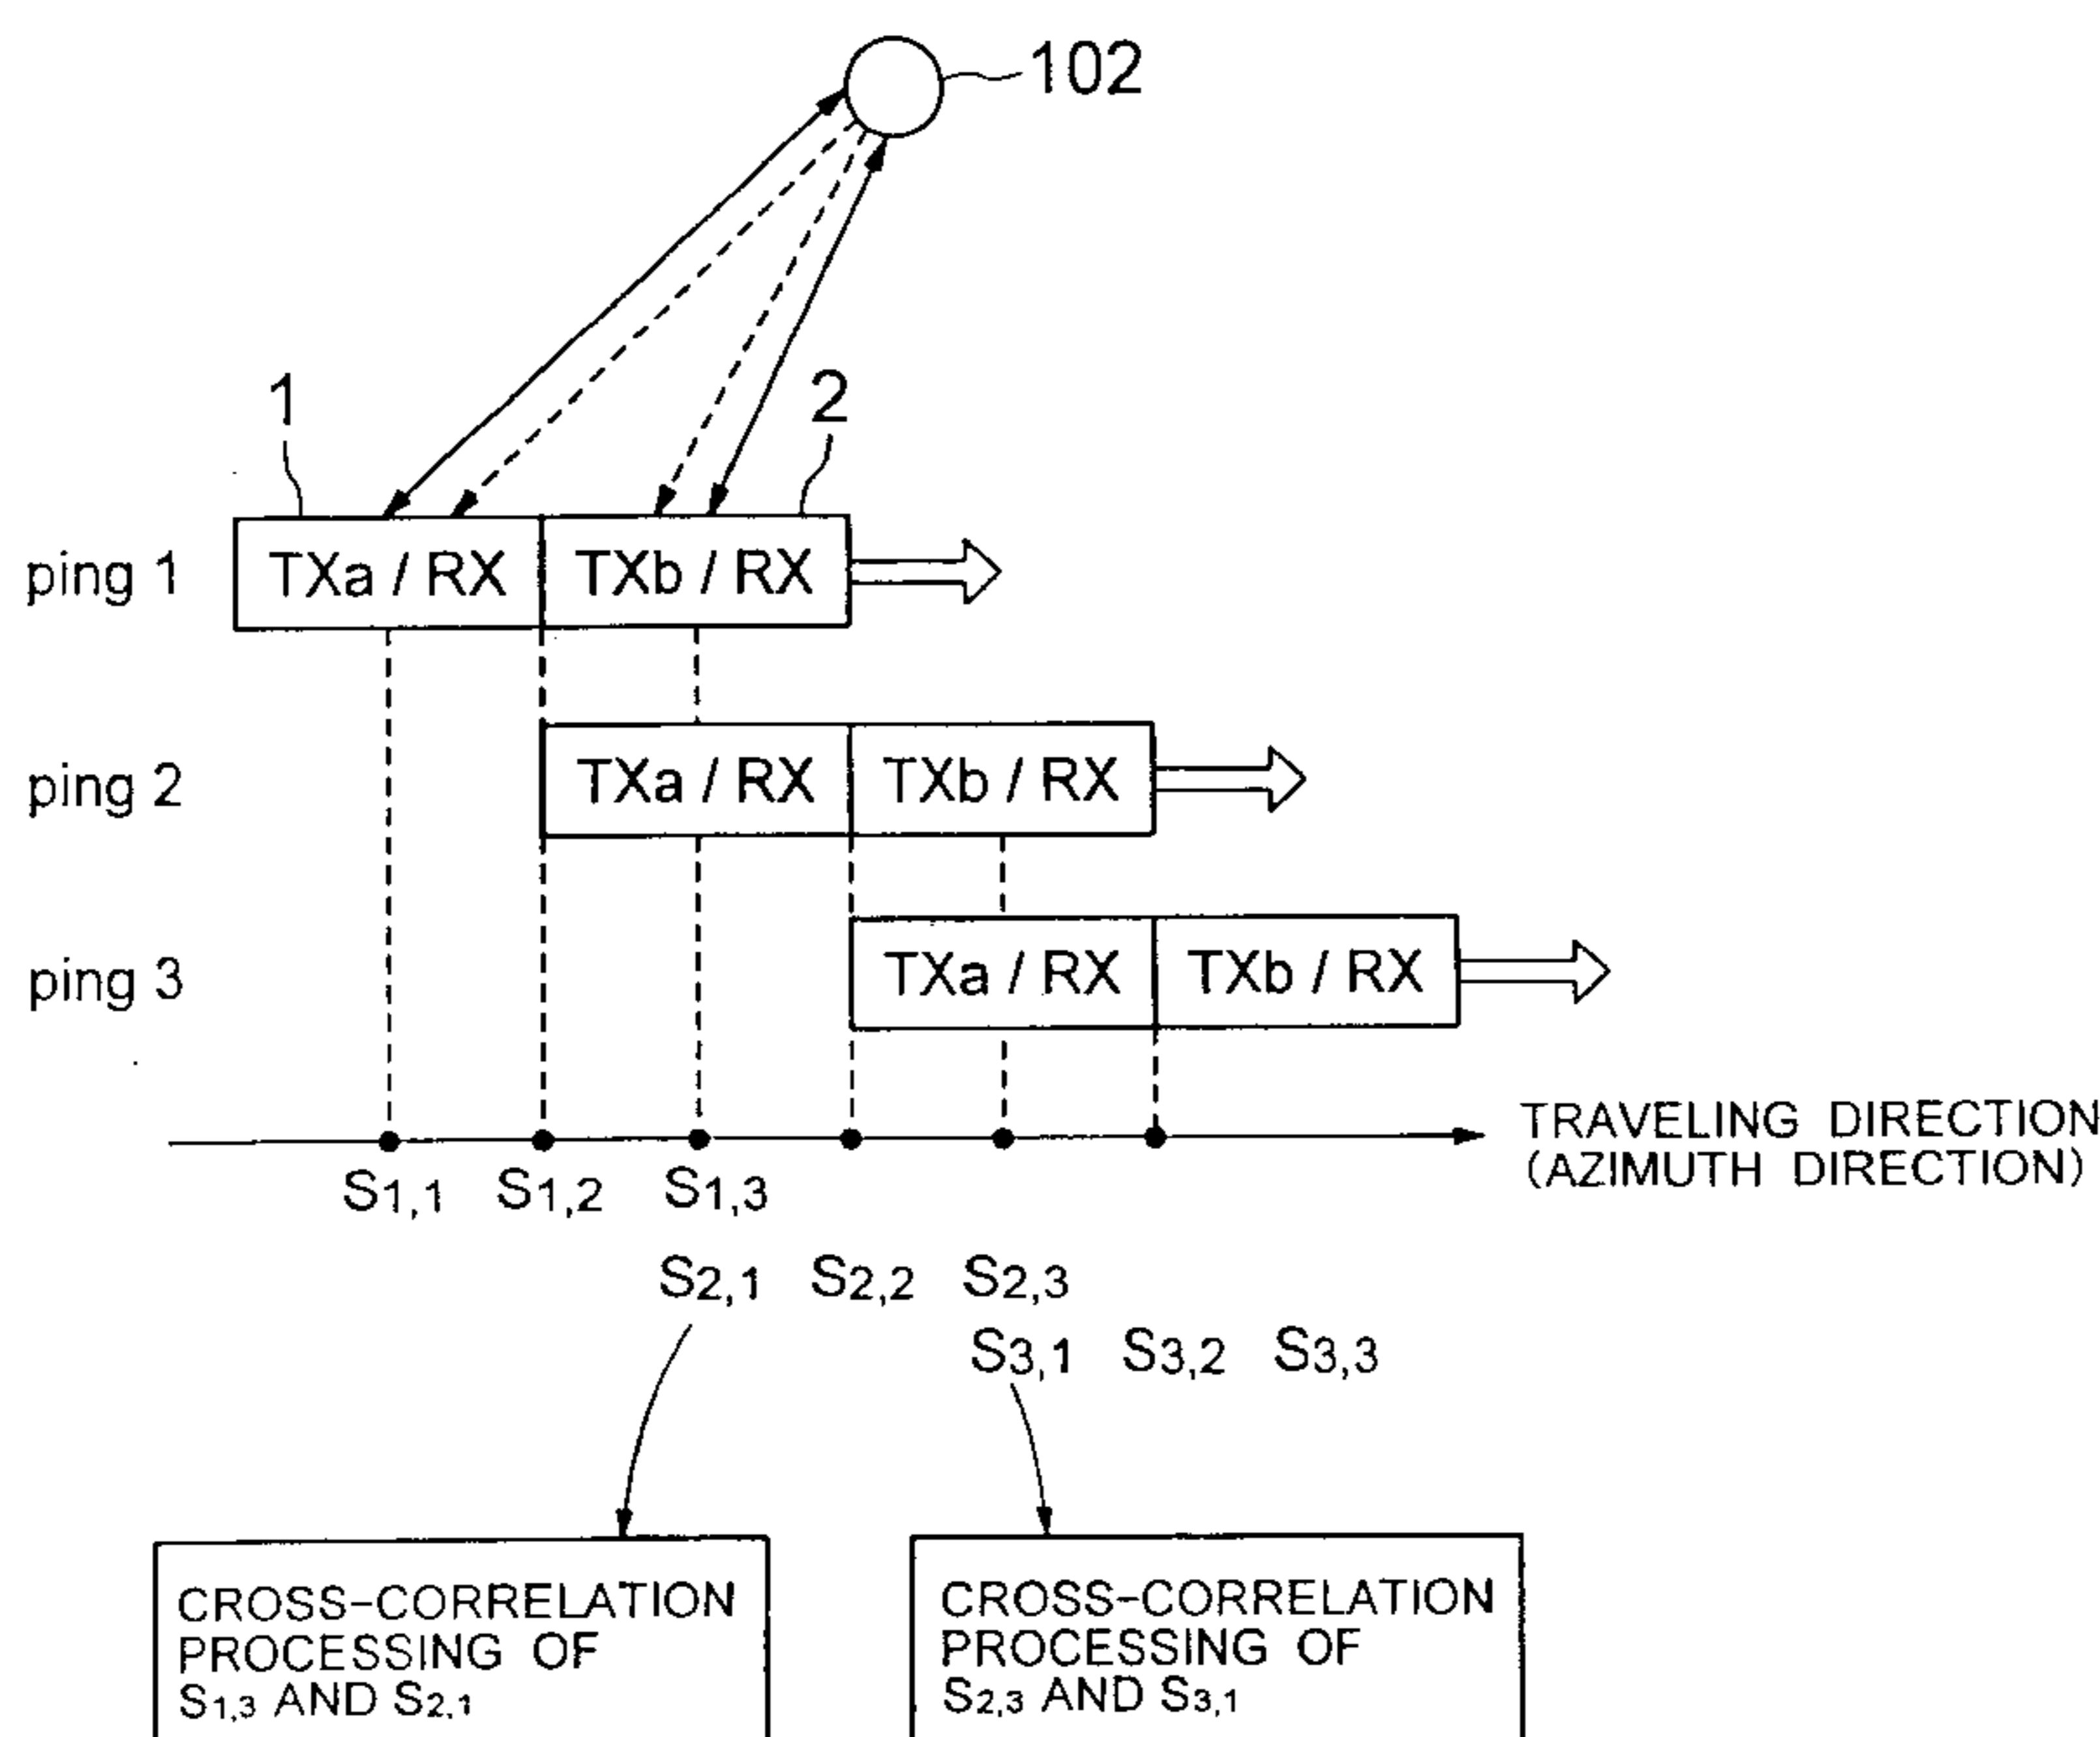 102
1
2
ping 1
TXa / RX
TXb / RX
ping 2
TXa / RX
TXb / RX
ping 3
TXa / RX
TXb / RX
TRAVELING DIRECTION
(AZIMUTH DIRECTION)
S1,1 S1,2 S1,3
S2,1 S2,2 S2,3
S3,1 S3,2 S3,3
CROSS-CORRELATION
PROCESSING OF
S1,3 AND S2,1
CROSS-CORRELATION
PROCESSING OF
S2,3 AND S3,1